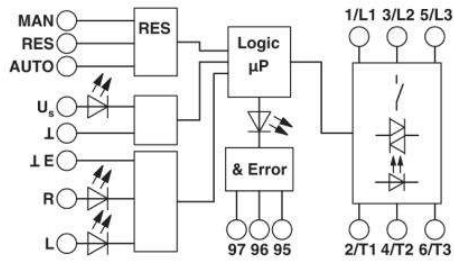 MAN
RES
AUTO
RES
Us
⊥
⊥ E
R
L
Logic
µP
& Error
97 96 95
1/L1 3/L2 5/L3
2/T1 4/T2 6/T3